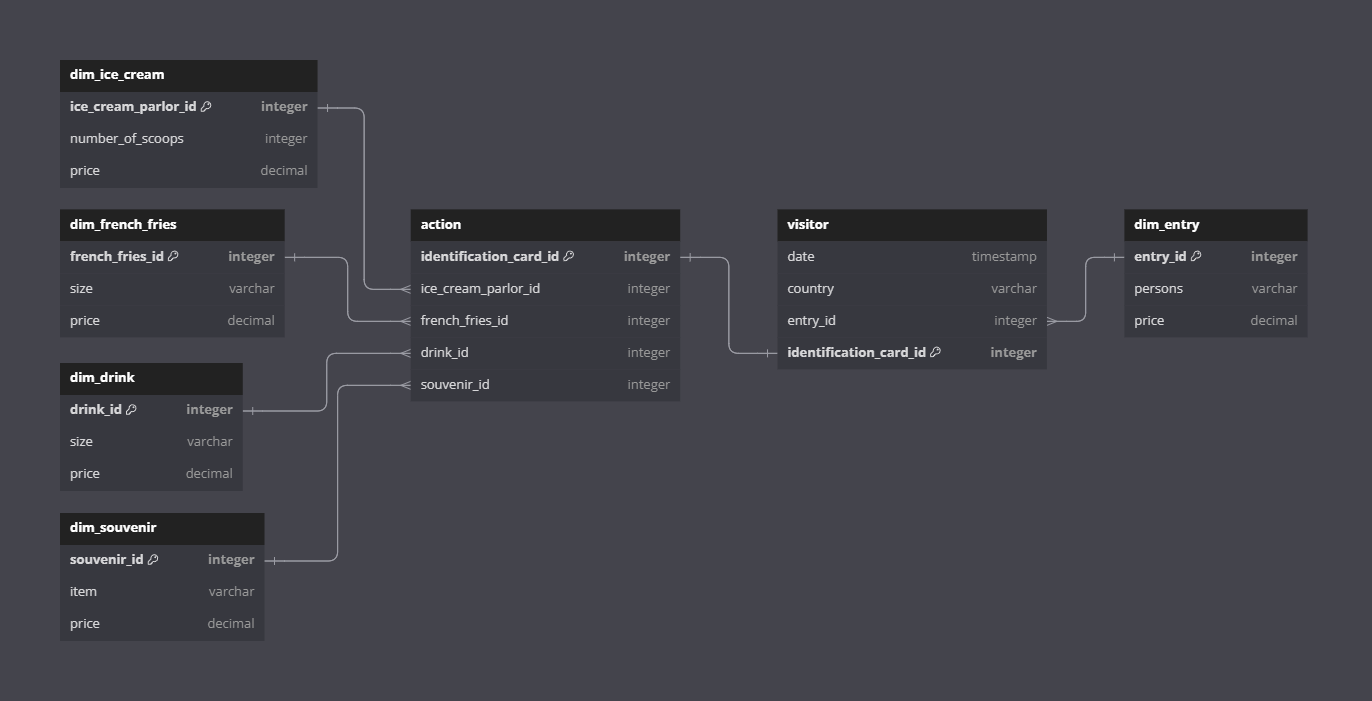 dim_ice_cream
ice_cream_parlor_id integer
number_of_scoops integer
price decimal
dim_french_fries
french_fries_id integer
size varchar
price decimal
dim_drink
drink_id integer
size varchar
price decimal
dim_souvenir
souvenir_id integer
item varchar
price decimal
action
identification_card_id integer
ice_cream_parlor_id integer
french_fries_id integer
drink_id integer
souvenir_id integer
visitor
date timestamp
country varchar
entry_id integer
identification_card_id integer
dim_entry
entry_id integer
persons varchar
price decimal